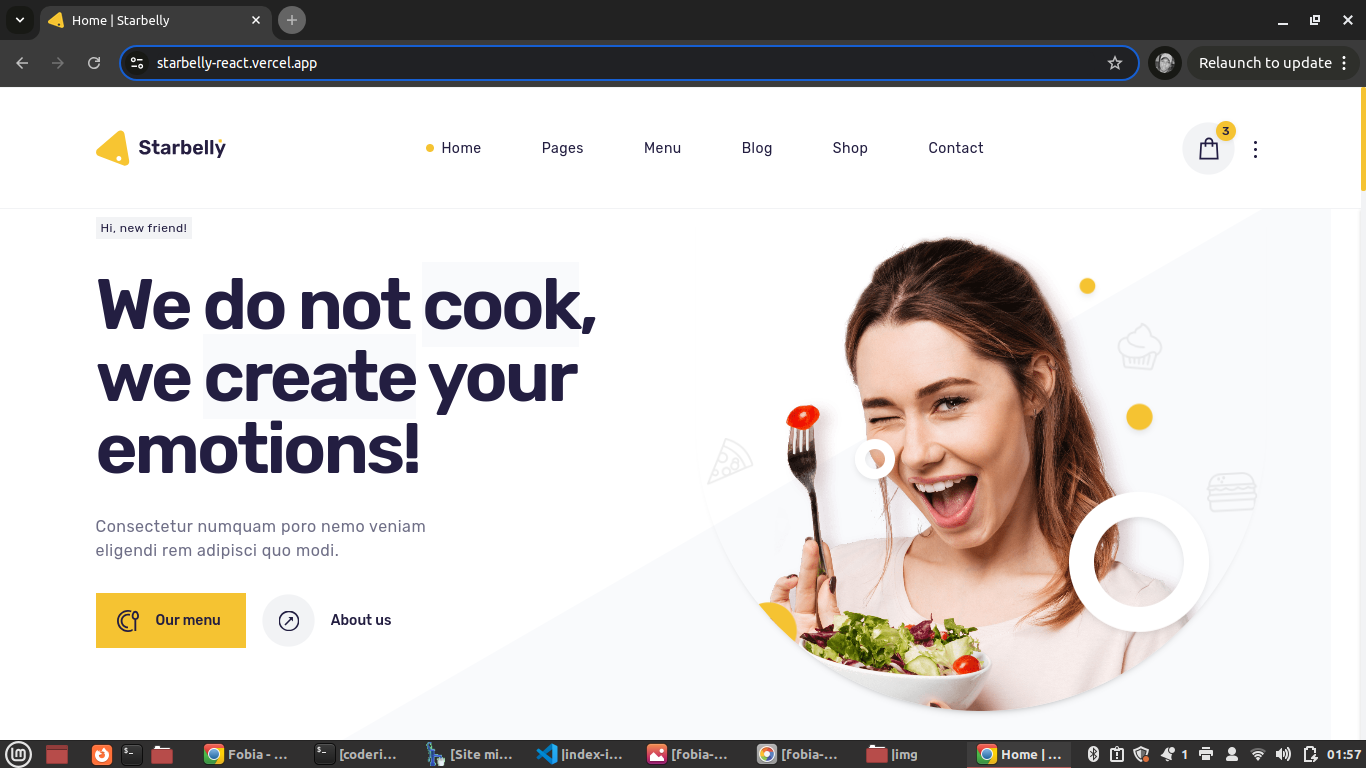 Home | Starbelly
starbelly-react.vercel.app
Relaunch to update
Starbelly
Home
Pages
Menu
Blog
Shop
Contact
3
Hi, new friend!
We do not cook,
we create your
emotions!
Consectetur numquam poro nemo veniam
eligendi rem adipisci quo modi.
Our menu
About us
Fobia - ...
[coderi...
[Site mi...
|index-i...
[fobia-...
[fobia-...
|img
Home | ...
1
01:57